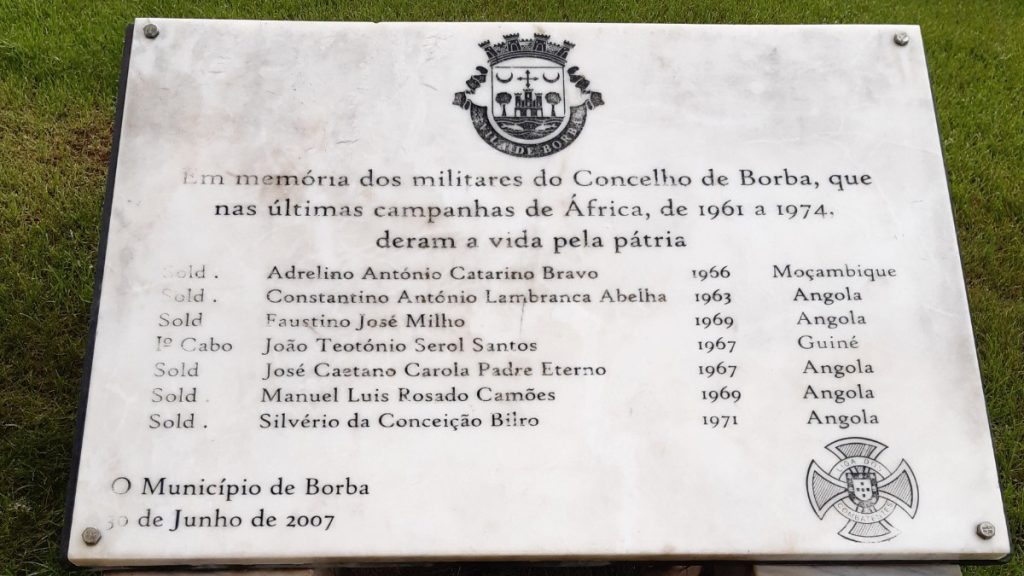 VILA DE BORBA
Em memória dos militares do Concelho de Borba, que
nas últimas campanhas de África, de 1961 a 1974,
deram a vida pela pátria
Sold . Adrelino António Catarino Bravo 1966 Moçambique
Sold . Constantino António Lambranca Abelha 1963 Angola
Sold Faustino José Milho 1969 Angola
1º Cabo João Teotónio Serol Santos 1967 Guiné
Sold José Caetano Carola Padre Eterno 1967 Angola
Sold . Manuel Luis Rosado Camões 1969 Angola
Sold . Silvério da Conceição Bilro 1971 Angola
LIGA DOS
COMBATENTES
O Município de Borba
30 de Junho de 2007